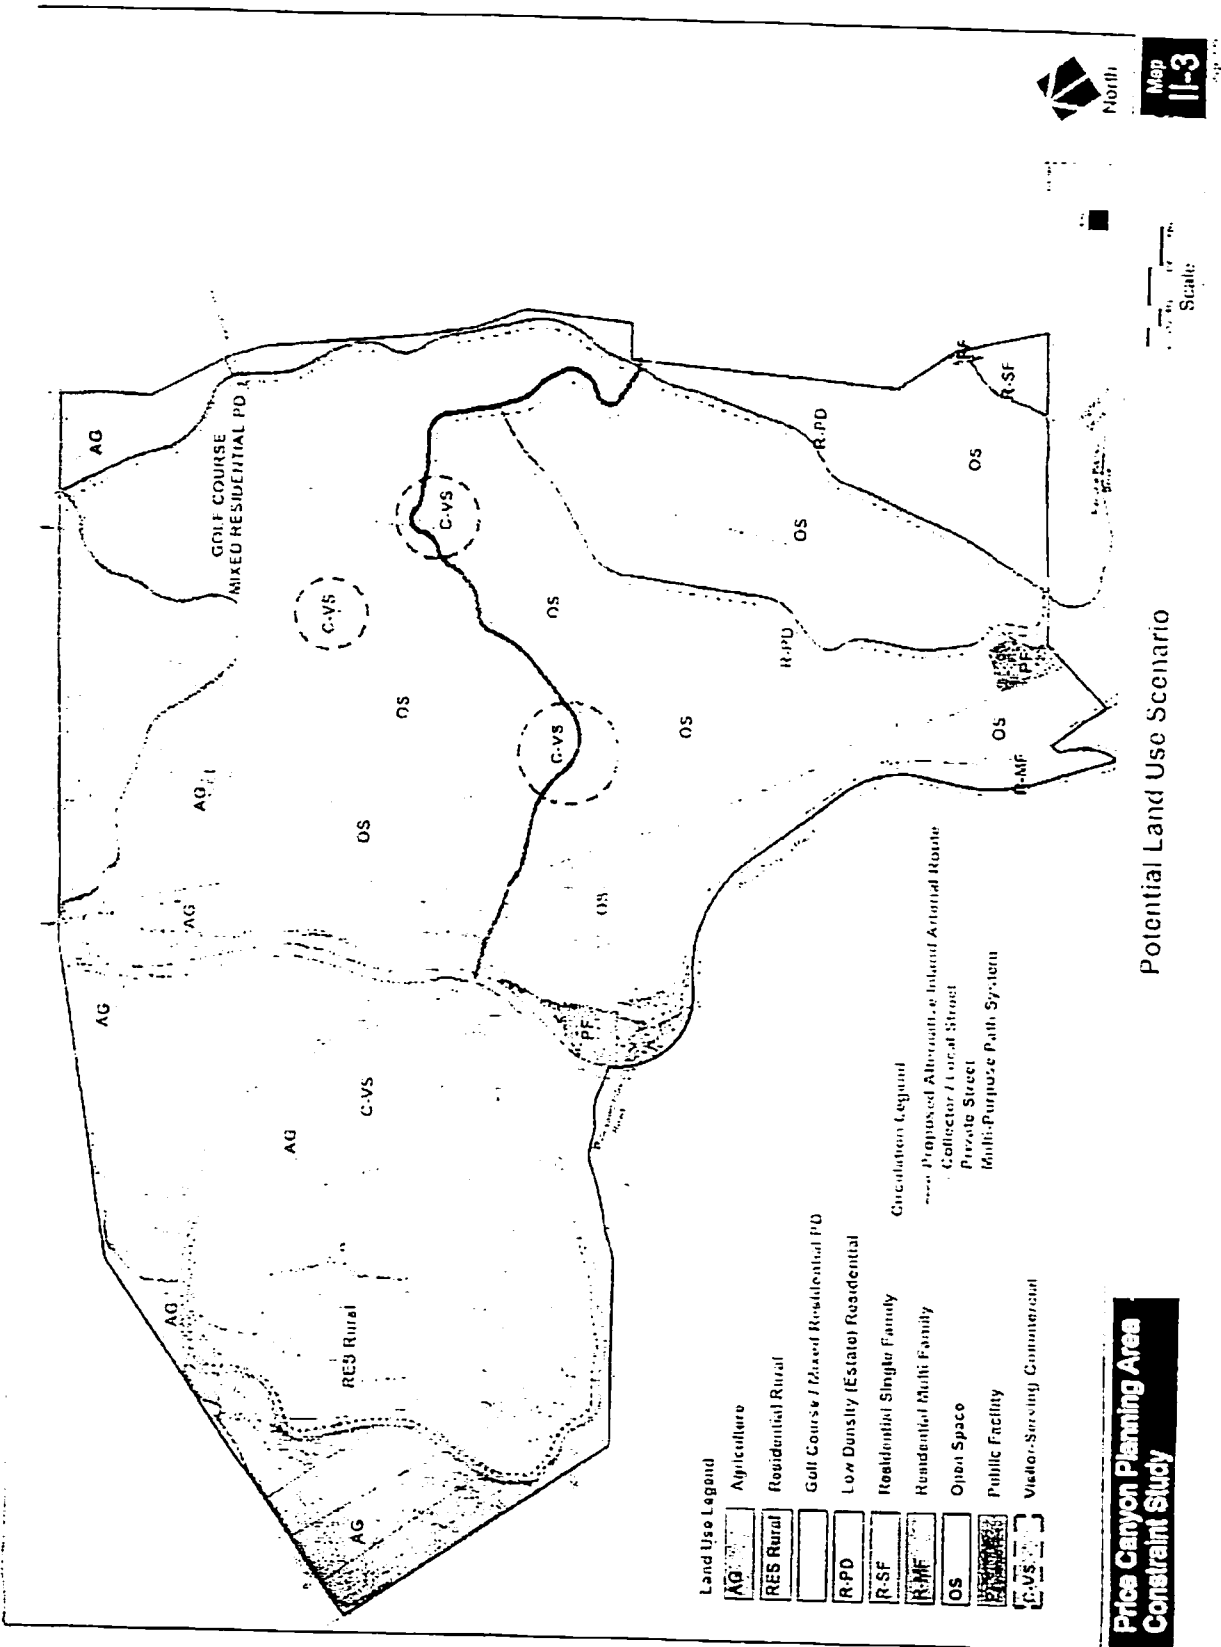 Price Canyon Planning Area
Constraint Study
Potential Land Use Scenario
Map
II-3
North
Scale
Land Use Legend
AG Agriculture
RES Rural Residential Rural
Golf Course / Mixed Residential PD
R-PD Low Density (Estate) Residential
R-SF Residential Single Family
R-MF Residential Multi Family
OS Open Space
PF Public Facility
C-VS Visitor-Serving Commercial
Circulation Legend
Proposed Alternative Inland Arterial Route
Collector / Local Street
Private Street
Multi-Purpose Path System
AG
AG
RES Rural
AG
C-VS
AG
AG
AG
PF
OS
OS
OS
OS
C-VS
C-VS
C-VS
OS
GOLF COURSE
MIXED RESIDENTIAL PD
AG
R-PD
OS
R-PD
OS
R-SF
PF
OS
R-MF